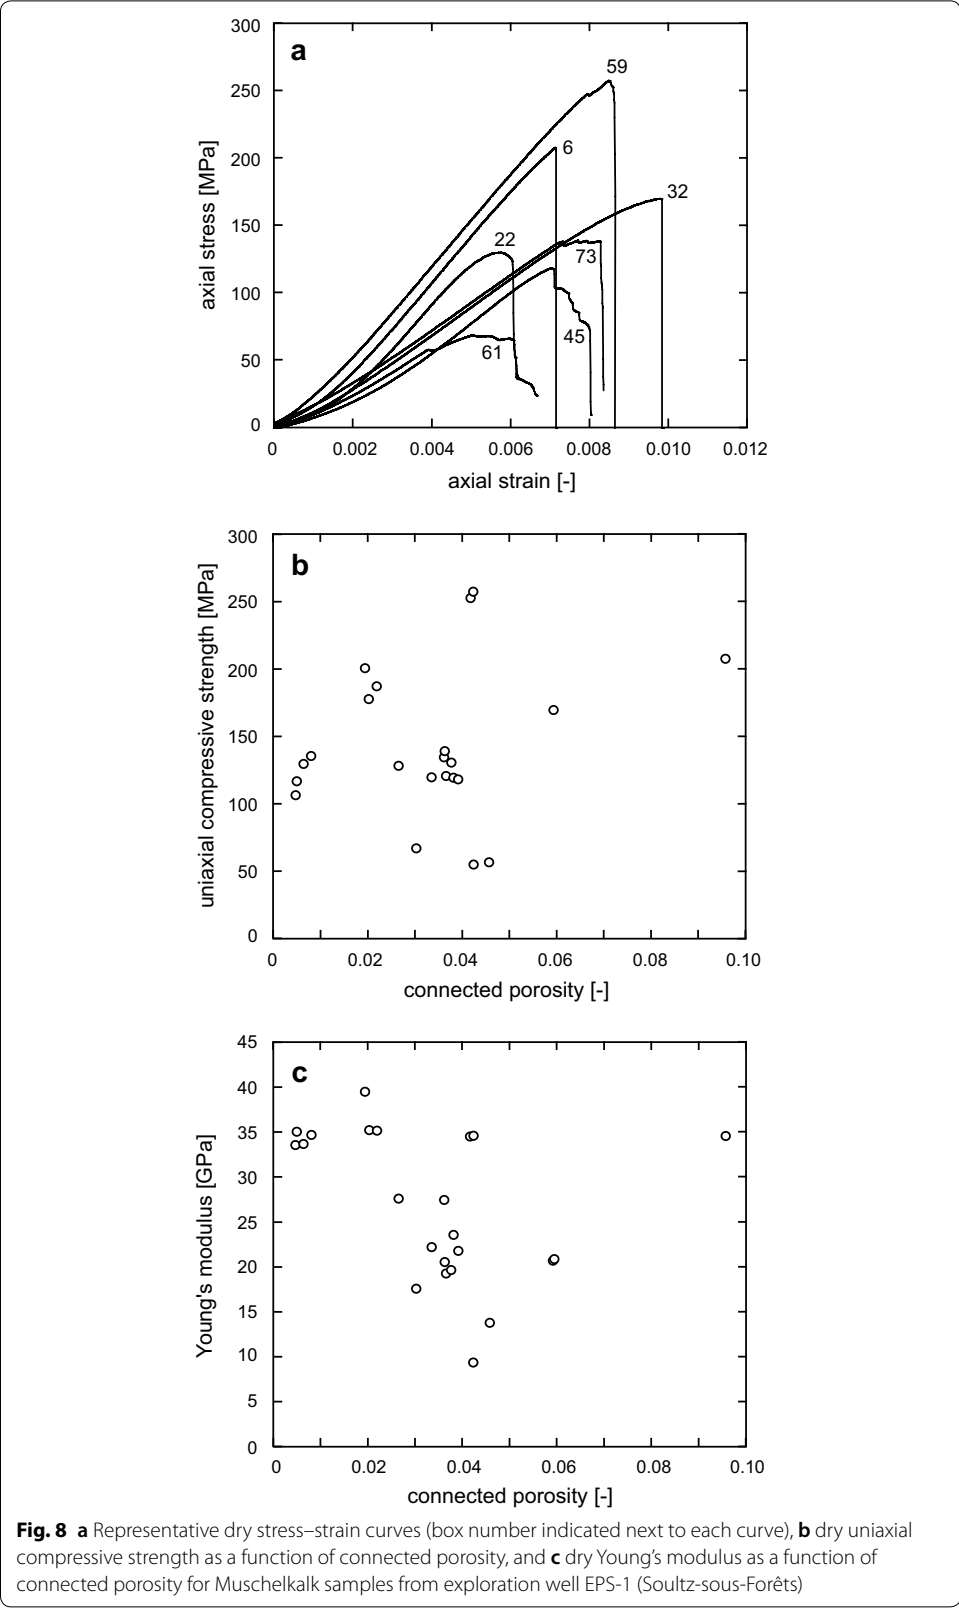 300
a
59
250
200
6
32
150
22
73
100
45
50
61
0
0 0.002 0.004 0.006 0.008 0.010 0.012
axial stress [MPa]
axial strain [-]
300
b
250
200
150
100
50
0
0 0.02 0.04 0.06 0.08 0.10
uniaxial compressive strength [MPa]
connected porosity [-]
45
c
40
35
30
25
20
15
10
5
0
0 0.02 0.04 0.06 0.08 0.10
Young's modulus [GPa]
connected porosity [-]
Fig. 8 a Representative dry stress–strain curves (box number indicated next to each curve), b dry uniaxial
compressive strength as a function of connected porosity, and c dry Young’s modulus as a function of
connected porosity for Muschelkalk samples from exploration well EPS-1 (Soultz-sous-Forêts)